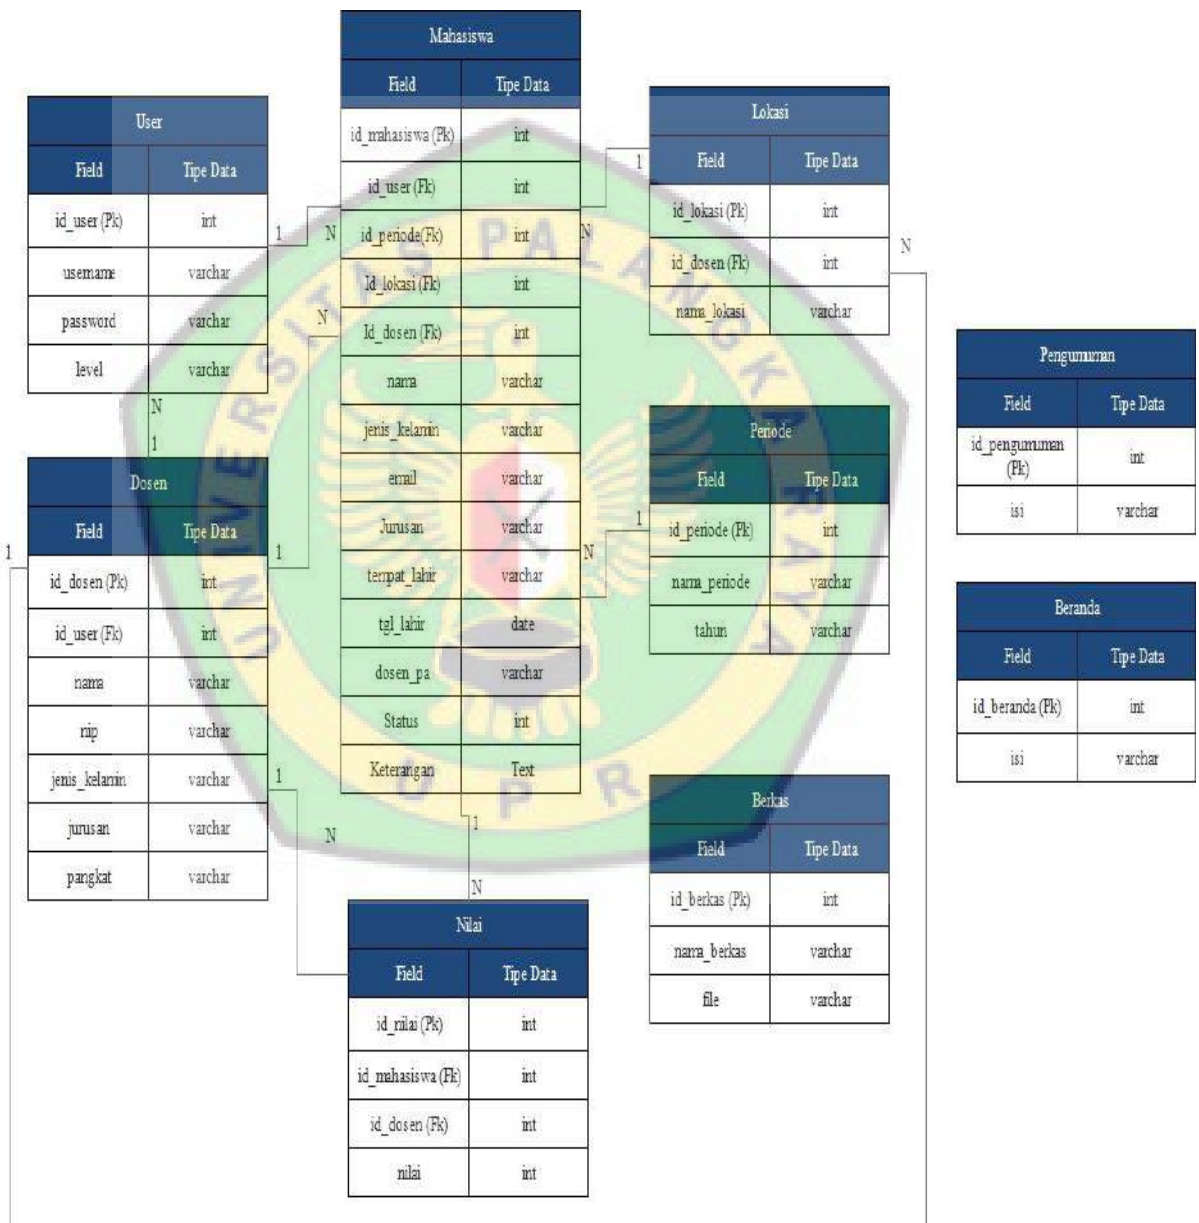 Mahasiswa
Field Tipe Data
id_mahasiswa (Pk) int
id_user (Fk) int
id_periode(Fk) int
Id_lokasi (Fk) int
Id_dosen (Fk) int
nama varchar
jenis_kelamin varchar
email varchar
Jurusan varchar
tempat_lahir varchar
tgl_lahir date
dosen_pa varchar
Status int
Keterangan Text
User
Field Tipe Data
id_user (Pk) int
username varchar
password varchar
level varchar
Lokasi
Field Tipe Data
id_lokasi (Pk) int
id_dosen (Fk) int
nama_lokasi varchar
Dosen
Field Tipe Data
id_dosen (Pk) int
id_user (Fk) int
nama varchar
nip varchar
jenis_kelamin varchar
jurusan varchar
pangkat varchar
Periode
Field Tipe Data
id_periode (Pk) int
nama_periode varchar
tahun varchar
Pengumuman
Field Tipe Data
id_pengumuman
(Pk) int
isi varchar
Beranda
Field Tipe Data
id_beranda (Pk) int
isi varchar
Berkas
Field Tipe Data
id_berkas (Pk) int
nama_berkas varchar
file varchar
Nilai
Field Tipe Data
id_nilai (Pk) int
id_mahasiswa (Fk) int
id_dosen (Fk) int
nilai int
1 N
N 1
1 N
N 1
1 N
N 1
1 N
1 N
1 N
UNIVERSITAS PALANGKA RAYA
UPR